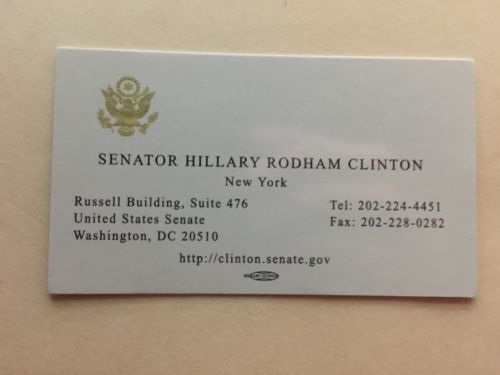 SENATOR HILLARY RODHAM CLINTON
New York
Russell Building, Suite 476
United States Senate
Washington, DC 20510
Tel: 202-224-4451
Fax: 202-228-0282
http://clinton.senate.gov